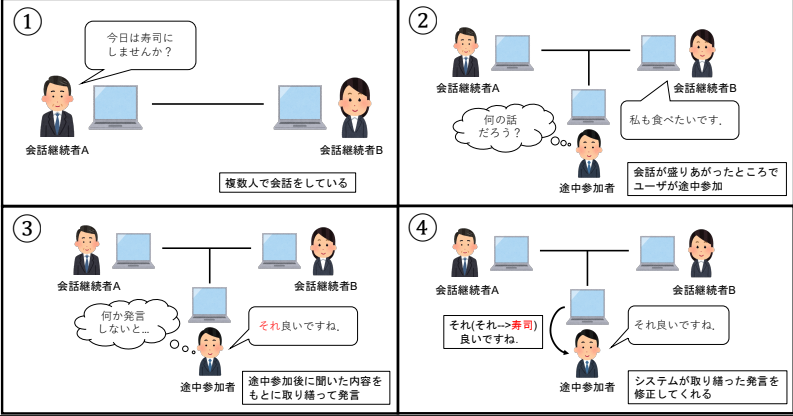 ①
今日は寿司に
しませんか？
会話継続者A
会話継続者B
複数人で会話をしている
②
会話継続者A
会話継続者B
何の話
だろう？
私も食べたいです．
途中参加者
会話が盛りあがったところで
ユーザが途中参加
③
会話継続者A
会話継続者B
何か発言
しないと...
それ良いですね．
途中参加者
途中参加後に聞いた内容を
もとに取り繕って発言
④
会話継続者A
会話継続者B
それ(それ-->寿司)
良いですね.
それ良いですね．
途中参加者
システムが取り繕った発言を
修正してくれる